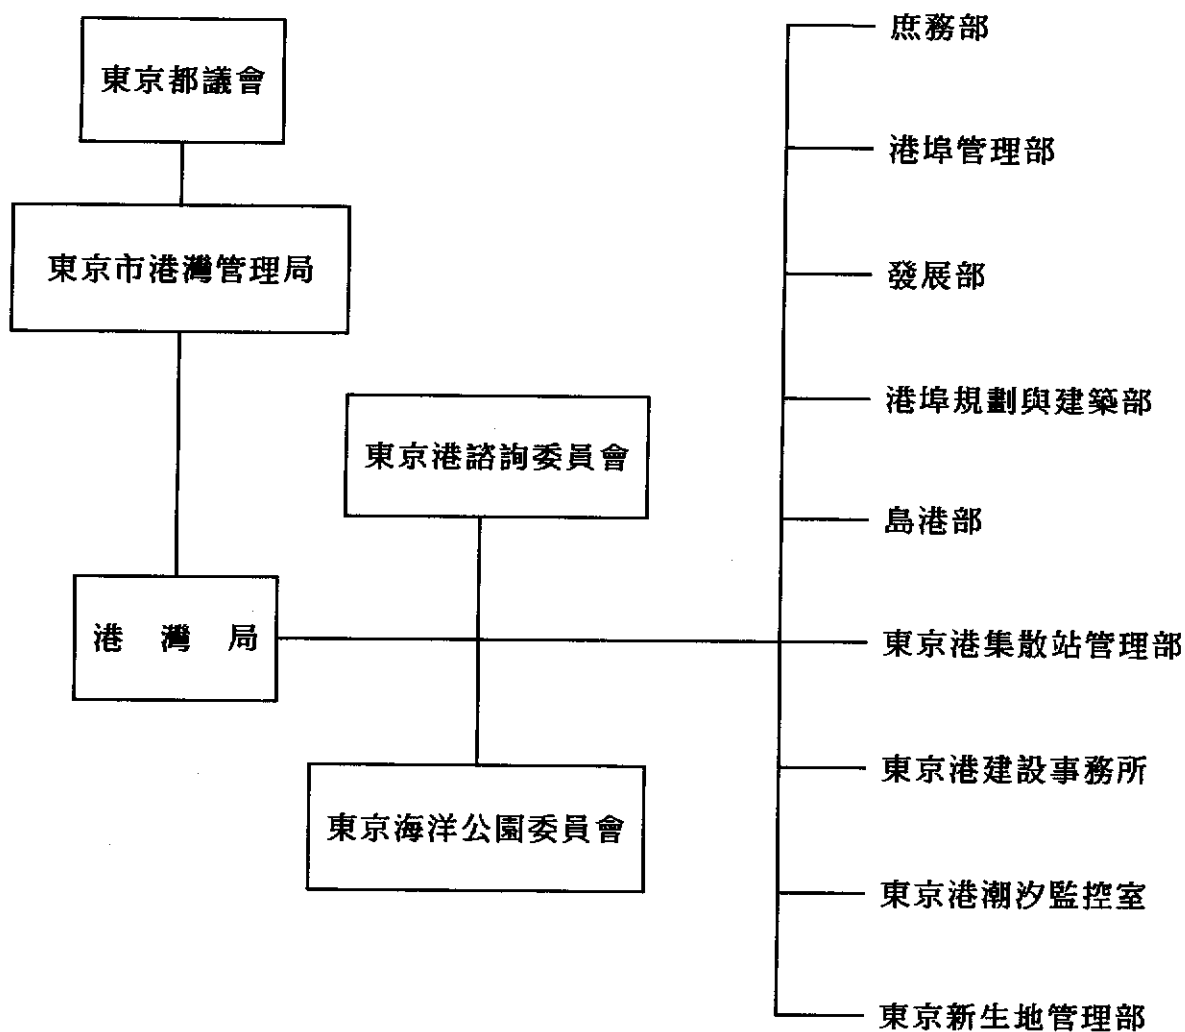 東京都議會
東京市港灣管理局
港灣局
東京港諮詢委員會
東京海洋公園委員會
庶務部
港埠管理部
發展部
港埠規劃與建築部
島港部
東京港集散站管理部
東京港建設事務所
東京港潮汐監控室
東京新生地管理部